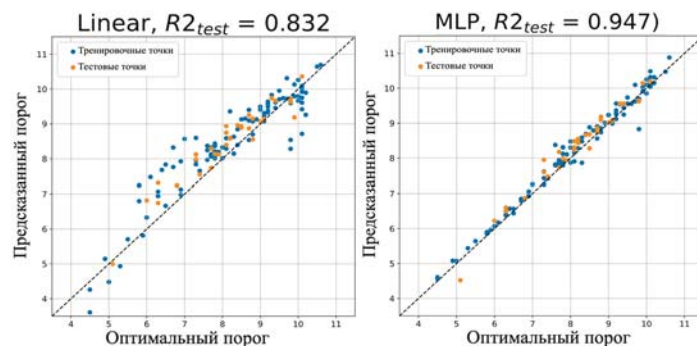 Linear, R2test = 0.832
Тренировочные точки
Тестовые точки
Предсказанный порог
11
10
9
8
7
6
5
4
4 5 6 7 8 9 10 11
Оптимальный порог
MLP, R2test = 0.947)
Тренировочные точки
Тестовые точки
Предсказанный порог
11
10
9
8
7
6
5
4
4 5 6 7 8 9 10 11
Оптимальный порог